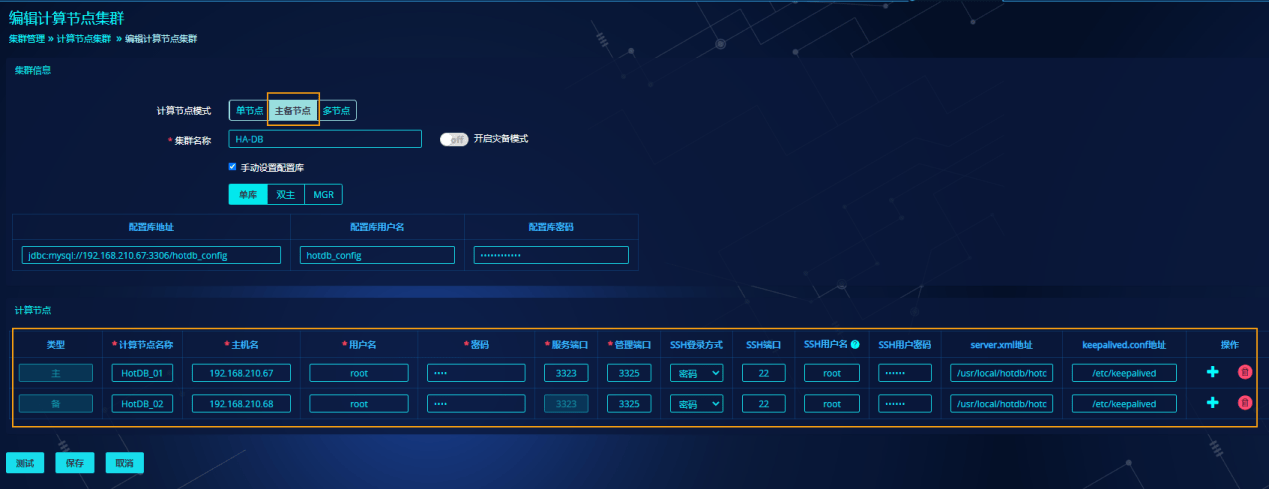 编辑计算节点集群
集群管理 » 计算节点集群 » 编辑计算节点集群
集群信息
计算节点模式 单节点 主备节点 多节点
* 集群名称 HA-DB off 开启灾备模式
手动设置配置库
单库 双主 MGR
配置库地址 配置库用户名 配置库密码
jdbc:mysql://192.168.210.67:3306/hotdb_config hotdb_config ············
计算节点
类型 * 计算节点名称 * 主机名 * 用户名 * 密码 * 服务端口 * 管理端口 SSH登录方式 SSH端口 SSH用户名 ? SSH用户密码 server.xml地址 keepalived.conf地址 操作
主 HotDB_01 192.168.210.67 root ···· 3323 3325 密码 22 root ······ /usr/local/hotdb/hotc /etc/keepalived
备 HotDB_02 192.168.210.68 root ···· 3323 3325 密码 22 root ······ /usr/local/hotdb/hotc /etc/keepalived
测试 保存 取消